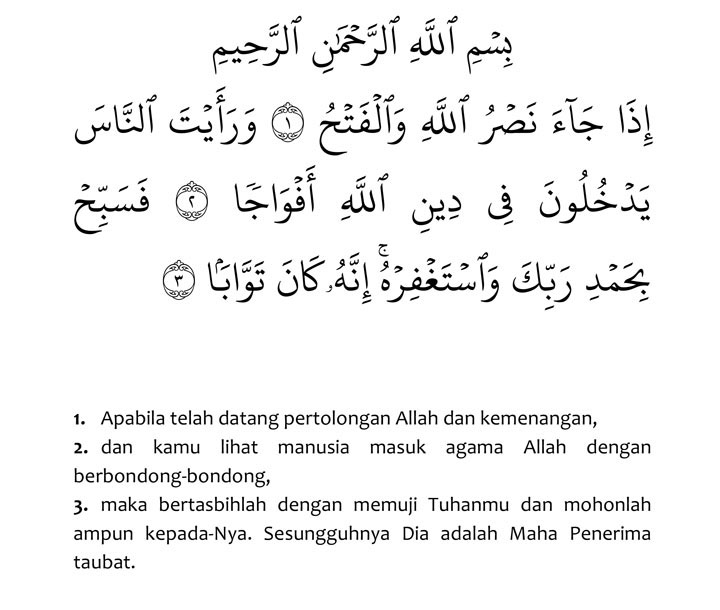 بِسْمِ ٱللَّهِ ٱلرَّحْمَٰنِ ٱلرَّحِيمِ
إِذَا جَآءَ نَصْرُ ٱللَّهِ وَٱلْفَتْحُ ١ وَرَأَيْتَ ٱلنَّاسَ
يَدْخُلُونَ فِى دِينِ ٱللَّهِ أَفْوَاجًا ٢ فَسَبِّحْ
بِحَمْدِ رَبِّكَ وَٱسْتَغْفِرْهُ ۚ إِنَّهُۥ كَانَ تَوَّابًۢا ٣
1. Apabila telah datang pertolongan Allah dan kemenangan,
2. dan kamu lihat manusia masuk agama Allah dengan
berbondong-bondong,
3. maka bertasbihlah dengan memuji Tuhanmu dan mohonlah
ampun kepada-Nya. Sesungguhnya Dia adalah Maha Penerima
taubat.